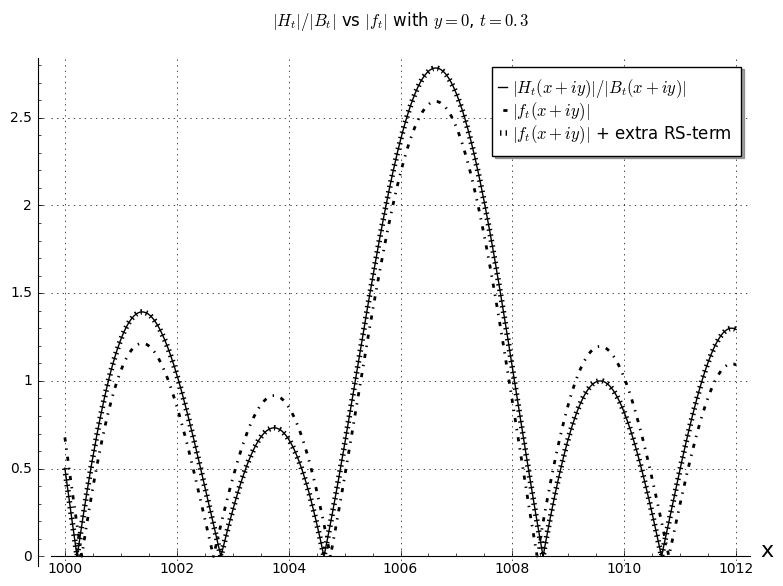 |H_t|/|B_t| vs |f_t| with y=0, t=0.3
|H_t(x+iy)|/|B_t(x+iy)|
|f_t(x+iy)|
|f_t(x+iy)| + extra RS-term
2.5
2
1.5
1
0.5
0
1000 1002 1004 1006 1008 1010 1012
x